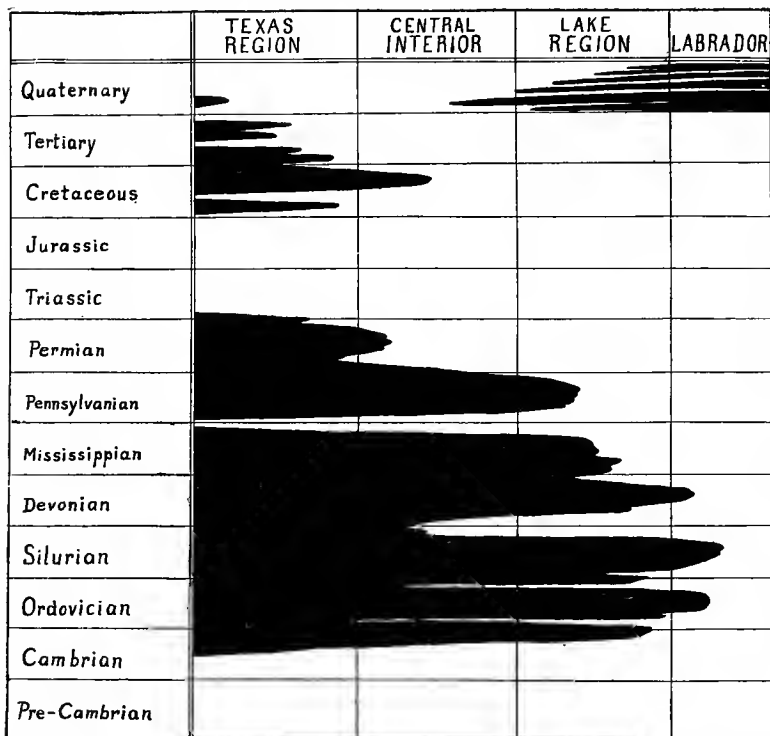 TEXAS REGION
CENTRAL INTERIOR
LAKE REGION
LABRADOR
Quaternary
Tertiary
Cretaceous
Jurassic
Triassic
Permian
Pennsylvanian
Mississippian
Devonian
Silurian
Ordovician
Cambrian
Pre-Cambrian